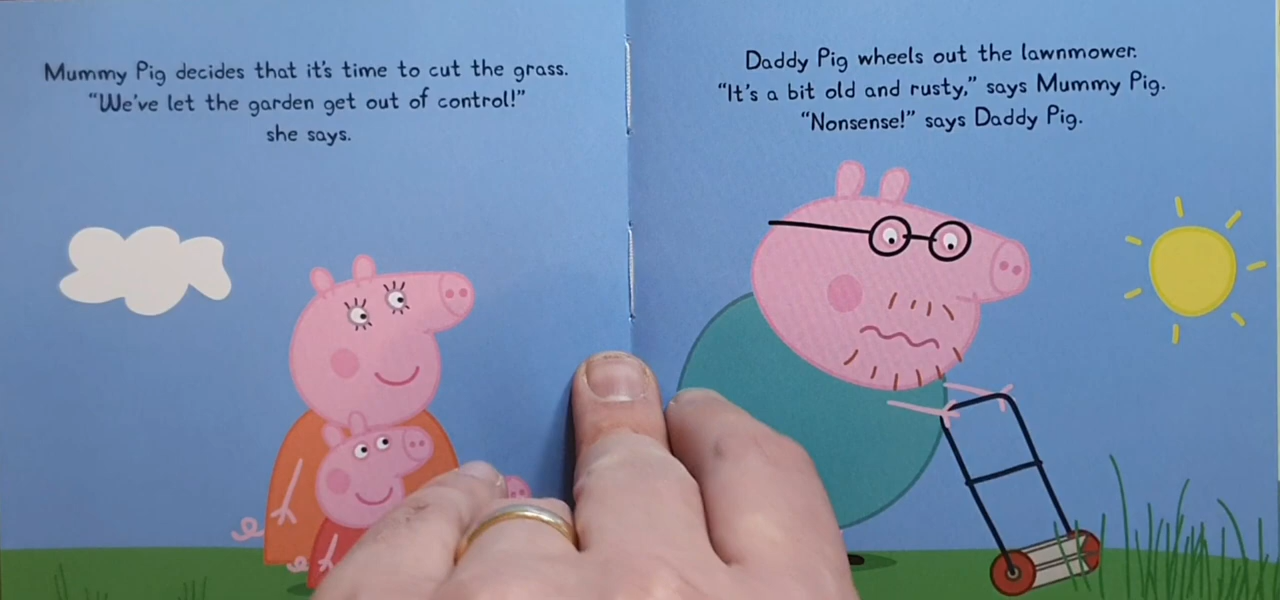 Mummy Pig decides that it's time to cut the grass.
“We've let the garden get out of control!”
she says.
Daddy Pig wheels out the lawnmower.
“It's a bit old and rusty,” says Mummy Pig.
“Nonsense!” says Daddy Pig.